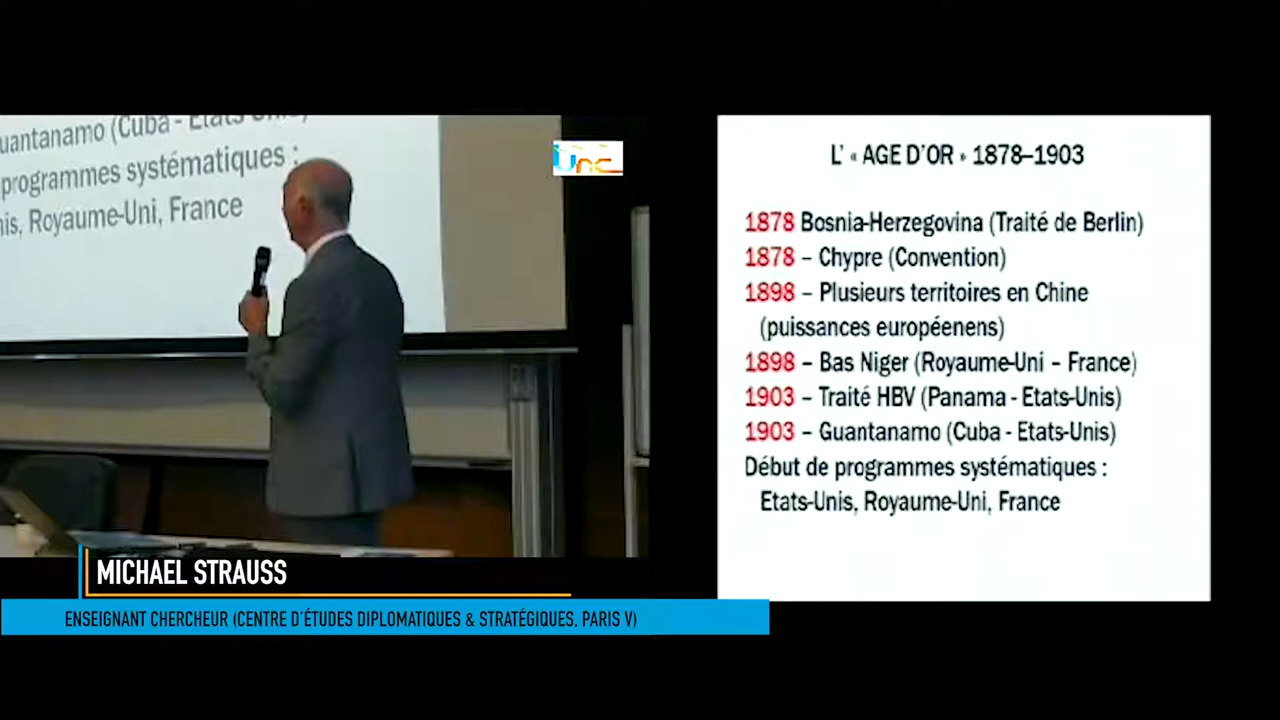 uantanamo (Cuba - Etats Unis)
programmes systématiques :
nis, Royaume-Uni, France
unc
L' « AGE D'OR » 1878–1903
1878 Bosnia-Herzegovina (Traité de Berlin)
1878 – Chypre (Convention)
1898 – Plusieurs territoires en Chine
(puissances européenens)
1898 – Bas Niger (Royaume-Uni – France)
1903 – Traité HBV (Panama - Etats-Unis)
1903 – Guantanamo (Cuba - Etats-Unis)
Début de programmes systématiques :
Etats-Unis, Royaume-Uni, France
MICHAEL STRAUSS
ENSEIGNANT CHERCHEUR (CENTRE D'ÉTUDES DIPLOMATIQUES & STRATÉGIQUES, PARIS V)